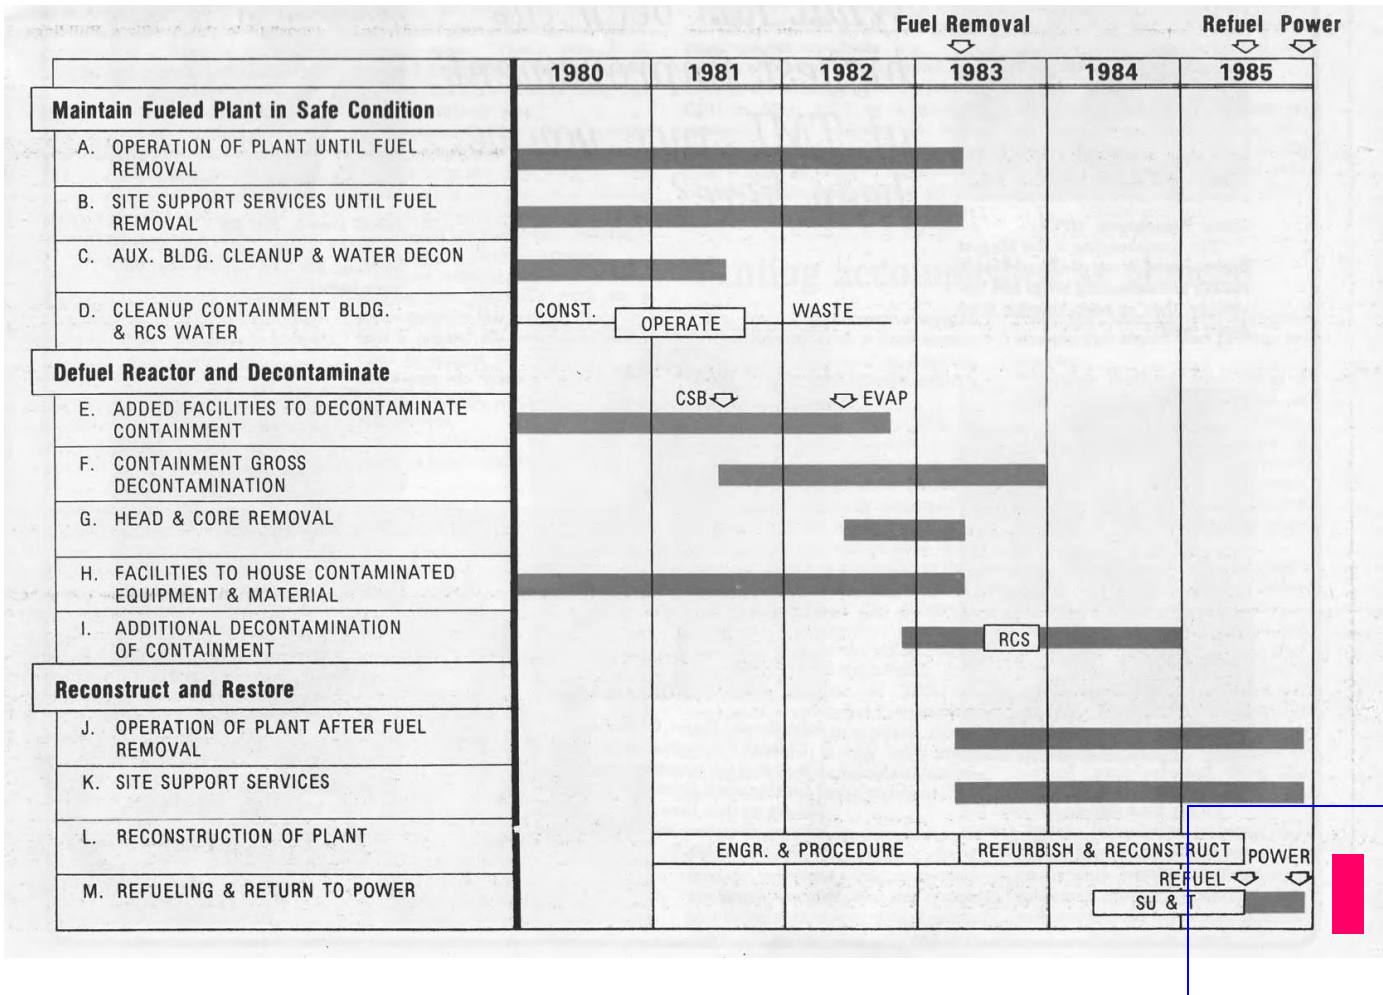 Fuel Removal Refuel Power
1980 1981 1982 1983 1984 1985
Maintain Fueled Plant in Safe Condition
A. OPERATION OF PLANT UNTIL FUEL
REMOVAL
B. SITE SUPPORT SERVICES UNTIL FUEL
REMOVAL
C. AUX. BLDG. CLEANUP & WATER DECON
D. CLEANUP CONTAINMENT BLDG.
& RCS WATER
CONST. OPERATE WASTE
Defuel Reactor and Decontaminate
CSB EVAP
E. ADDED FACILITIES TO DECONTAMINATE
CONTAINMENT
F. CONTAINMENT GROSS
DECONTAMINATION
G. HEAD & CORE REMOVAL
H. FACILITIES TO HOUSE CONTAMINATED
EQUIPMENT & MATERIAL
I. ADDITIONAL DECONTAMINATION
OF CONTAINMENT
RCS
Reconstruct and Restore
J. OPERATION OF PLANT AFTER FUEL
REMOVAL
K. SITE SUPPORT SERVICES
L. RECONSTRUCTION OF PLANT
ENGR. & PROCEDURE REFURBISH & RECONSTRUCT POWER
REFUEL
M. REFUELING & RETURN TO POWER
SU & T